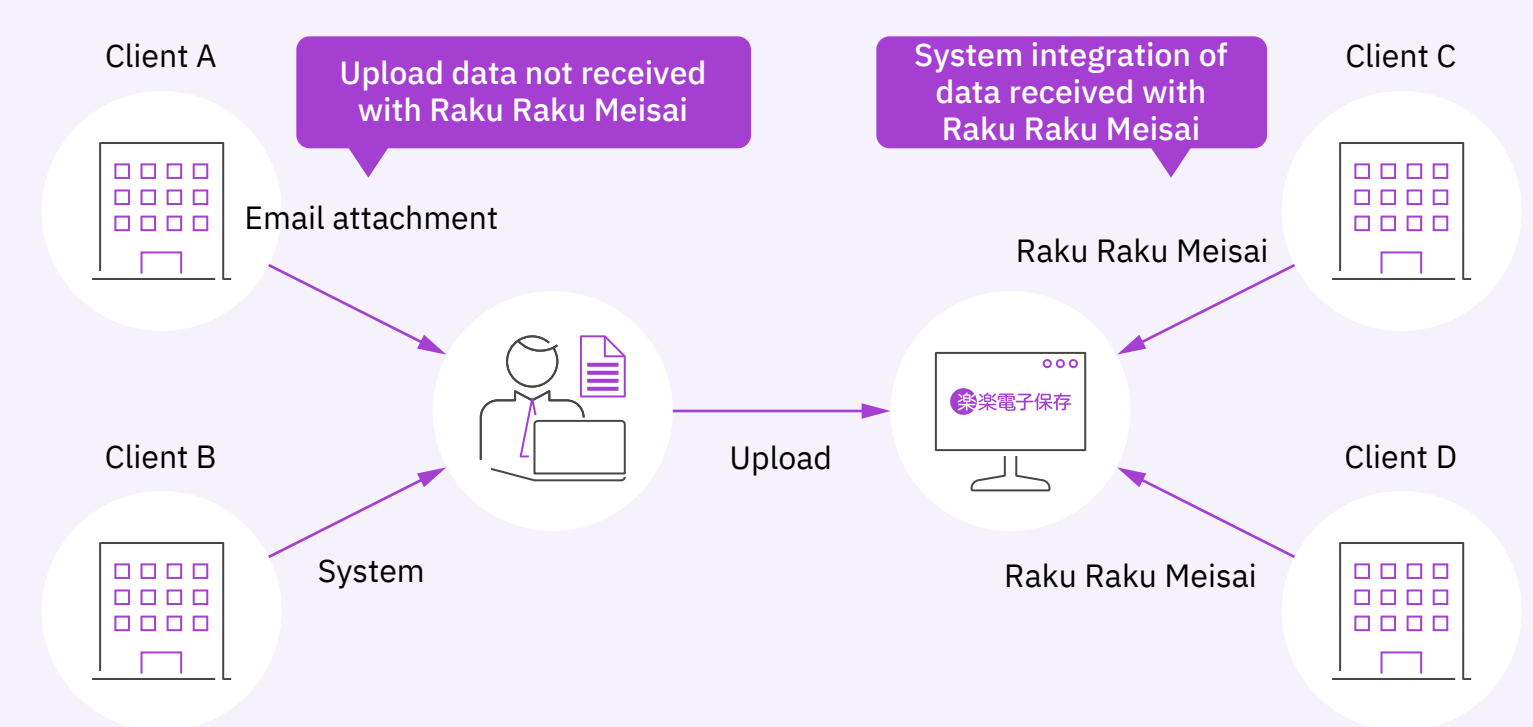 Client A
Upload data not received
with Raku Raku Meisai
System integration of
data received with
Raku Raku Meisai
Client C
Email attachment
Raku Raku Meisai
楽楽電子保存
Client B
Upload
Client D
System
Raku Raku Meisai